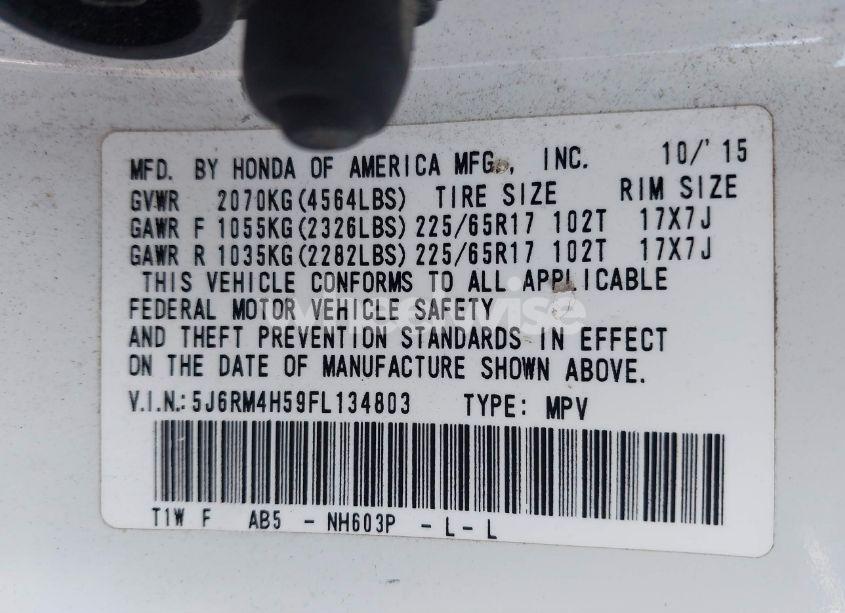 MFD. BY HONDA OF AMERICA MFG., INC. 10/'15
GVWR 2070KG(4564LBS) TIRE SIZE RIM SIZE
GAWR F 1055KG(2326LBS) 225/65R17 102T 17X7J
GAWR R 1035KG(2282LBS) 225/65R17 102T 17X7J
THIS VEHICLE CONFORMS TO ALL APPLICABLE
FEDERAL MOTOR VEHICLE SAFETY
AND THEFT PREVENTION STANDARDS IN EFFECT
ON THE DATE OF MANUFACTURE SHOWN ABOVE.
V.I.N.: 5J6RM4H59FL134803 TYPE: MPV
T1W F AB5 - NH603P - L - L